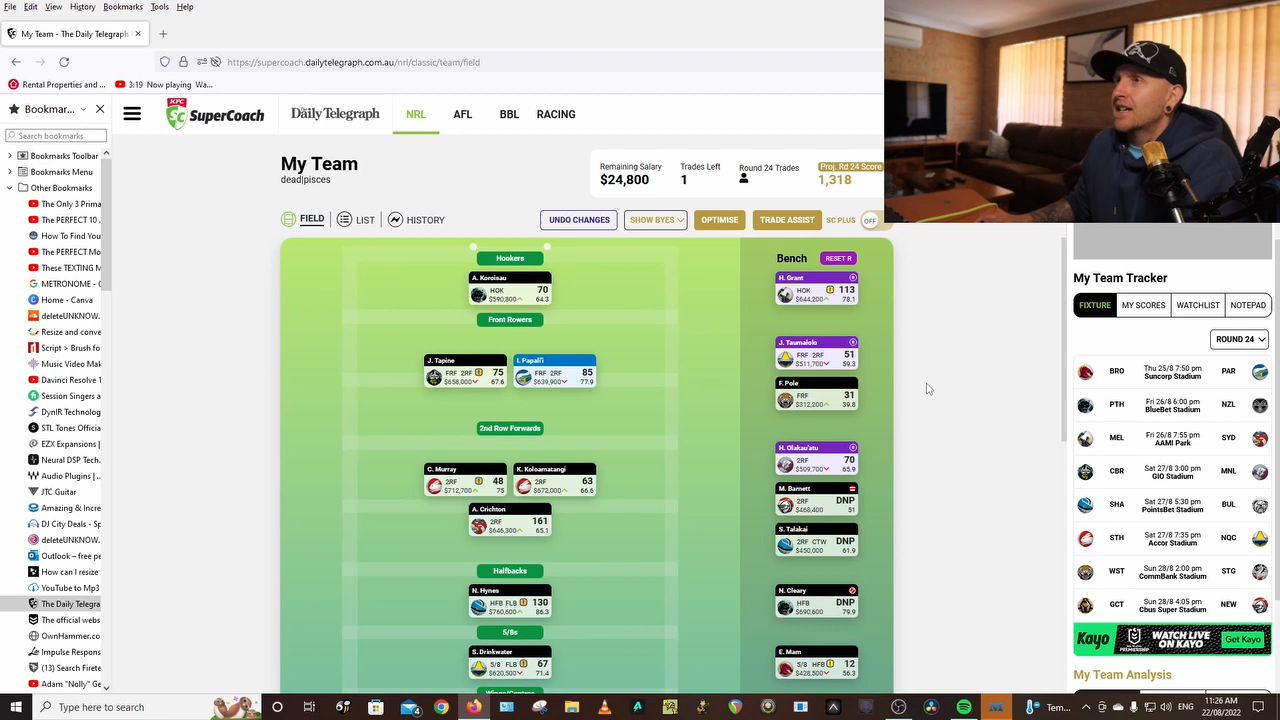 File Edit View History Bookmarks Tools Help
My Team - The Daily Telegraph
https://supercoach.dailytelegraph.com.au/nrl/classic/team/field
Rental Properties and ...
3:19 Now playing Wa...
Bookmar...
Search bookmarks
Bookmarks Toolbar
Bookmarks Menu
Other Bookmarks
The Only 3 Prima
The PERFECT 10
How To Find You
The PERFECT Mo
These TEXTING M
METRONOME - G
Home - Canva
deleteUNKNOW...
Resize and conve
Script > Brush fo
Music Video Mak
Davinci Resolve 1
Session Singers a
DynIR Technolog
STL Tones Official
EZX Expansions |
Neural DSP Tech.
Audio Plugins |
JTC Guitar
Amazing & Incre
DJ City Deals - Sp
deleteUNKNOW...
Outlook – free pe
How can I resize
YouTube to Mp3
The Daily Telegra
The official webs
OwnHammer.co
Impulse Respons
(13) Search Firete
Adam "Nolly" Ge
KFC
SC SuperCoach
The Daily Telegraph
NRL AFL BBL RACING
My Team
dead|pisces
Remaining Salary
$24,800
Trades Left
1
Round 24 Trades
Proj. Rd 24 Score
1,318
FIELD LIST HISTORY
UNDO CHANGES SHOW BYES OPTIMISE TRADE ASSIST SC PLUS OFF
Hookers
A. Koroisau
HOK 70
$590,800 64.3
Front Rowers
J. Tapine
FRF 2RF 75
$658,000 67.6
I. Papali'i
FRF 2RF 85
$639,900 77.9
2nd Row Forwards
C. Murray
2RF 48
$712,700 75
K. Koloamatangi
2RF 63
$672,000 66.6
A. Crichton
2RF 161
$646,300 65.1
Halfbacks
N. Hynes
HFB FLB 130
$760,600 86.3
5/8s
S. Drinkwater
5/8 FLB 67
$620,500 71.4
Bench RESET R
H. Grant
HOK 113
$644,200 78.1
J. Taumalolo
FRF 2RF 51
$511,700 59.3
F. Pole
FRF 31
$312,200 39.8
H. Olakau'atu
2RF 70
$509,700 65.9
M. Barnett
2RF DNP
$468,400 51
S. Talakai
2RF CTW DNP
$450,000 61.9
N. Cleary
HFB DNP
$690,600 79.9
E. Mam
5/8 HFB 12
$428,500 56.3
My Team Tracker
FIXTURE MY SCORES WATCHLIST NOTEPAD
ROUND 24
BRO Thu 25/8 7:50 pm PAR
Suncorp Stadium
PTH Fri 26/8 6:00 pm NZL
BlueBet Stadium
MEL Fri 26/8 7:55 pm SYD
AAMI Park
CBR Sat 27/8 3:00 pm MNL
GIO Stadium
SHA Sat 27/8 5:30 pm BUL
PointsBet Stadium
STH Sat 27/8 7:35 pm NQC
Accor Stadium
WST Sun 28/8 2:00 pm STG
CommBank Stadium
GCT Sun 28/8 4:05 pm NEW
Cbus Super Stadium
Kayo WATCH LIVE ON KAYO Get Kayo
My Team Analysis
Type here to search
Temp...
11:26 AM
22/08/2022